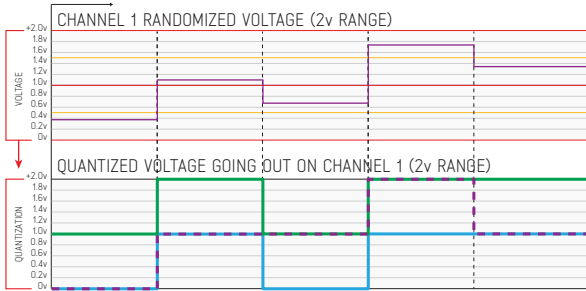 CHANNEL 1 RANDOMIZED VOLTAGE (2v RANGE)
VOLTAGE
+2.0v
1.8v
1.6v
1.4v
1.2v
1.0v
0.8v
0.6v
0.4v
0.2v
0v
QUANTIZED VOLTAGE GOING OUT ON CHANNEL 1 (2v RANGE)
QUANTIZATION
+2.0v
1.8v
1.6v
1.4v
1.2v
1.0v
0.8v
0.6v
0.4v
0.2v
0v